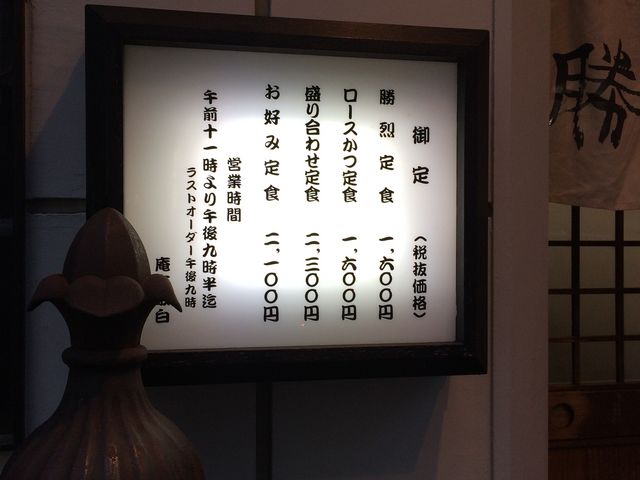 御定 （税抜価格）
勝烈定食 一、六〇〇円
ロースかつ定食 一、六〇〇円
盛り合わせ定食 二、三〇〇円
お好み定食 二、一〇〇円
営業時間
午前十一時より午後九時半迄
ラストオーダー午後九時
庵 白
勝